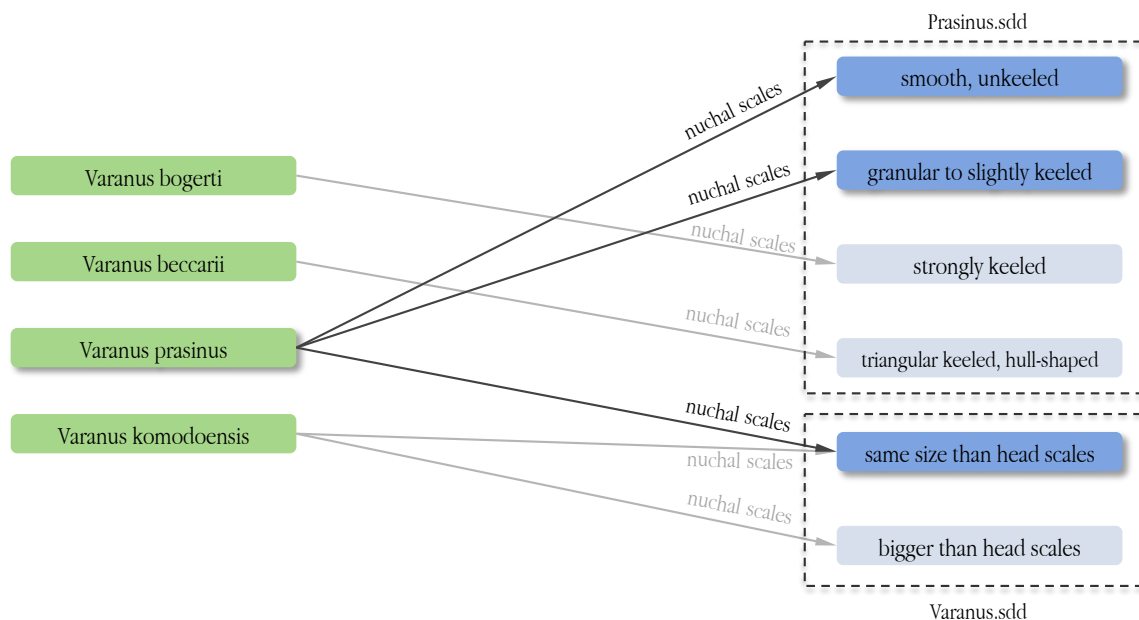 Prasinus.sdd
smooth, unkeeled
nuchal scales
Varanus bogerti
nuchal scales
granular to slightly keeled
nuchal scales
Varanus beccarii
strongly keeled
nuchal scales
Varanus prasinus
triangular keeled, hull-shaped
nuchal scales
Varanus komodoensis
same size than head scales
nuchal scales
nuchal scales
bigger than head scales
Varanus.sdd